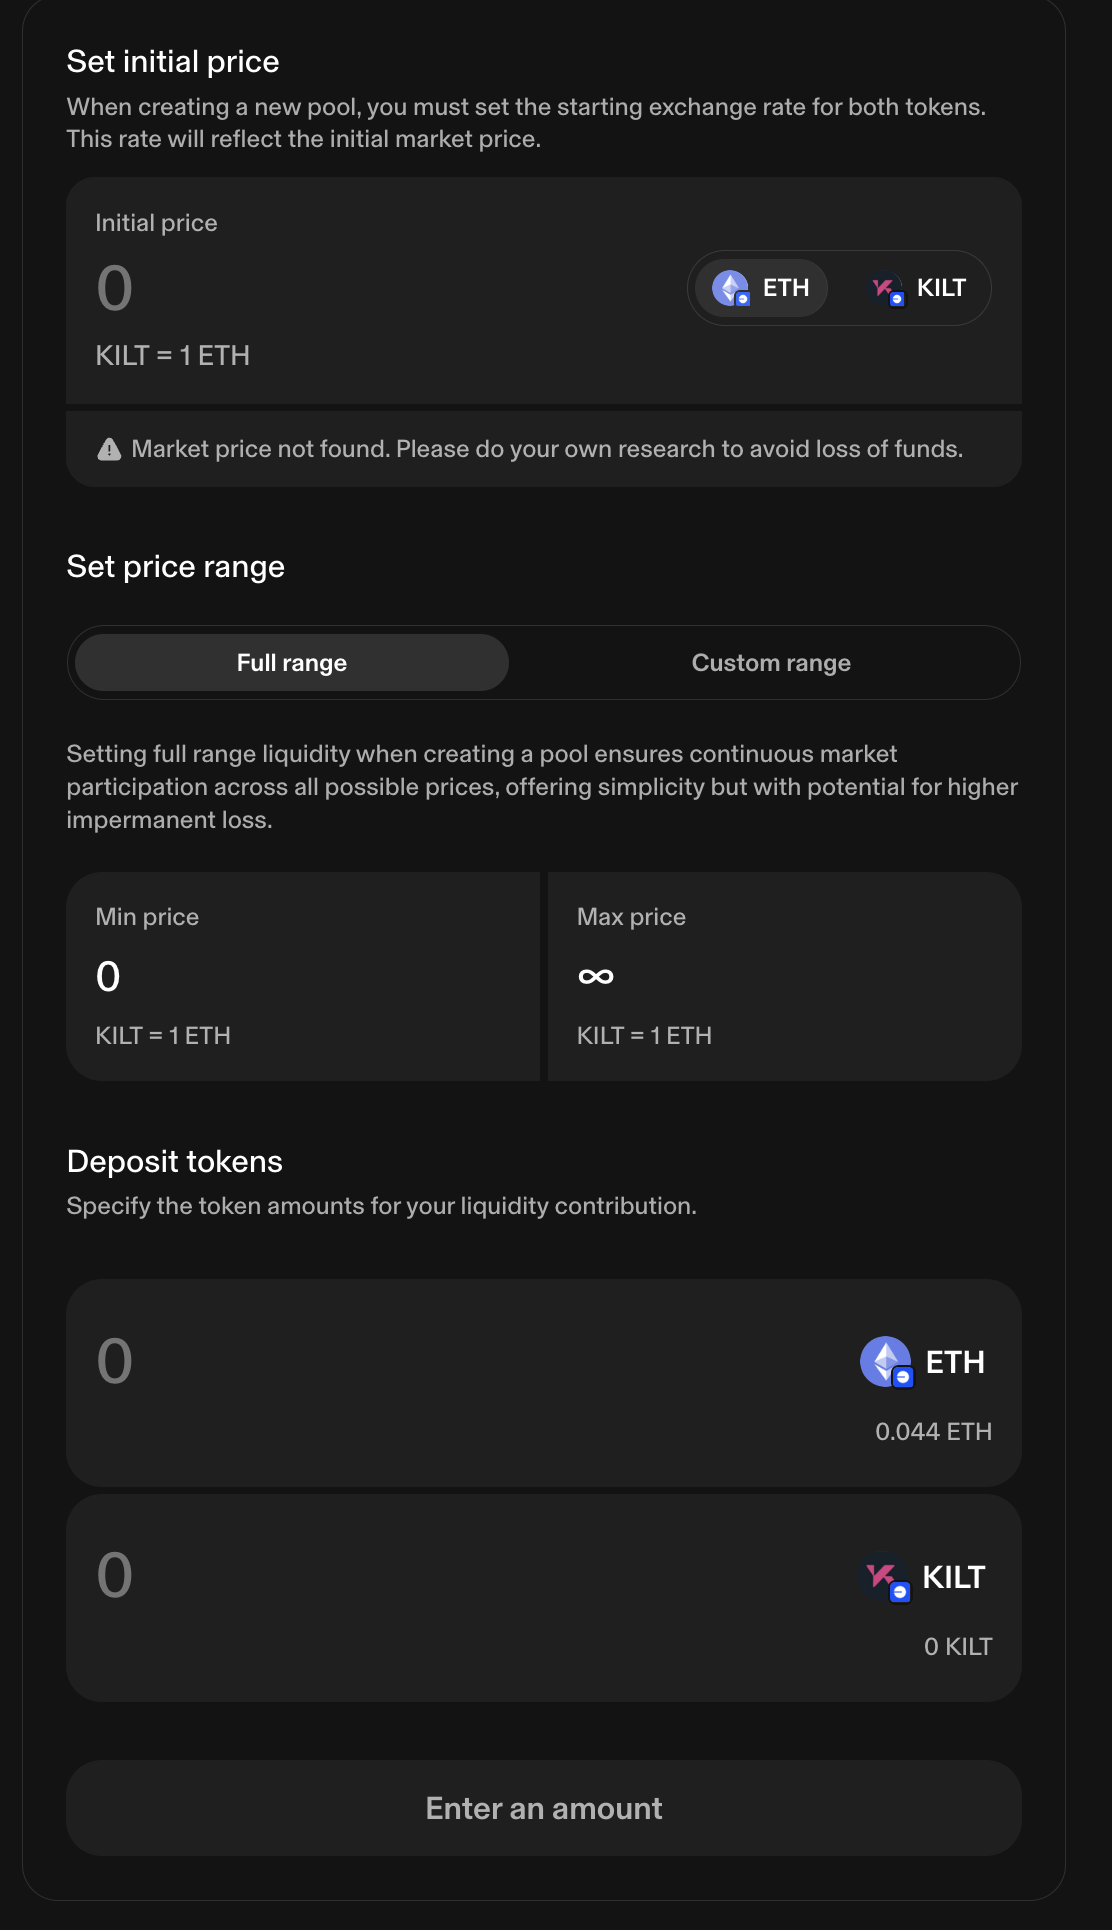 Set initial price
When creating a new pool, you must set the starting exchange rate for both tokens.
This rate will reflect the initial market price.
Initial price
0
ETH
KILT
KILT = 1 ETH
Market price not found. Please do your own research to avoid loss of funds.
Set price range
Full range
Custom range
Setting full range liquidity when creating a pool ensures continuous market
participation across all possible prices, offering simplicity but with potential for higher
impermanent loss.
Min price
0
KILT = 1 ETH
Max price
∞
KILT = 1 ETH
Deposit tokens
Specify the token amounts for your liquidity contribution.
0
ETH
0.044 ETH
0
KILT
0 KILT
Enter an amount